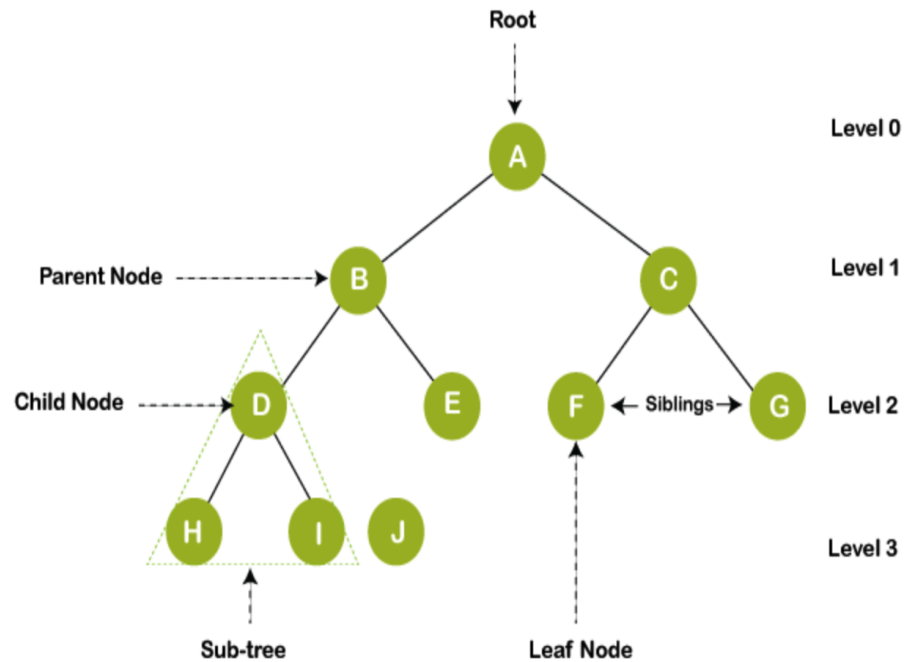 Root
Level 0
A
Parent Node
B
C
Level 1
Child Node
D
E
F
Siblings
G
Level 2
H
I
J
Level 3
Sub-tree
Leaf Node